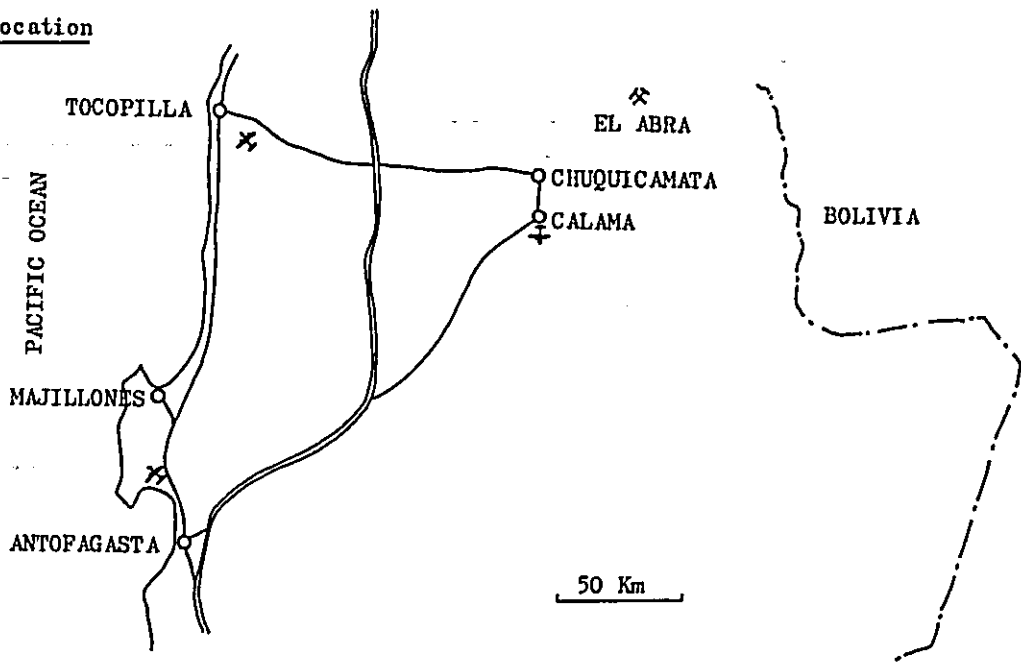 ocation
TOCOPILLA
EL ABRA
CHUQUICAMATA
CALAMA
BOLIVIA
PACIFIC OCEAN
MAJILLONES
ANTOFAGASTA
50 Km